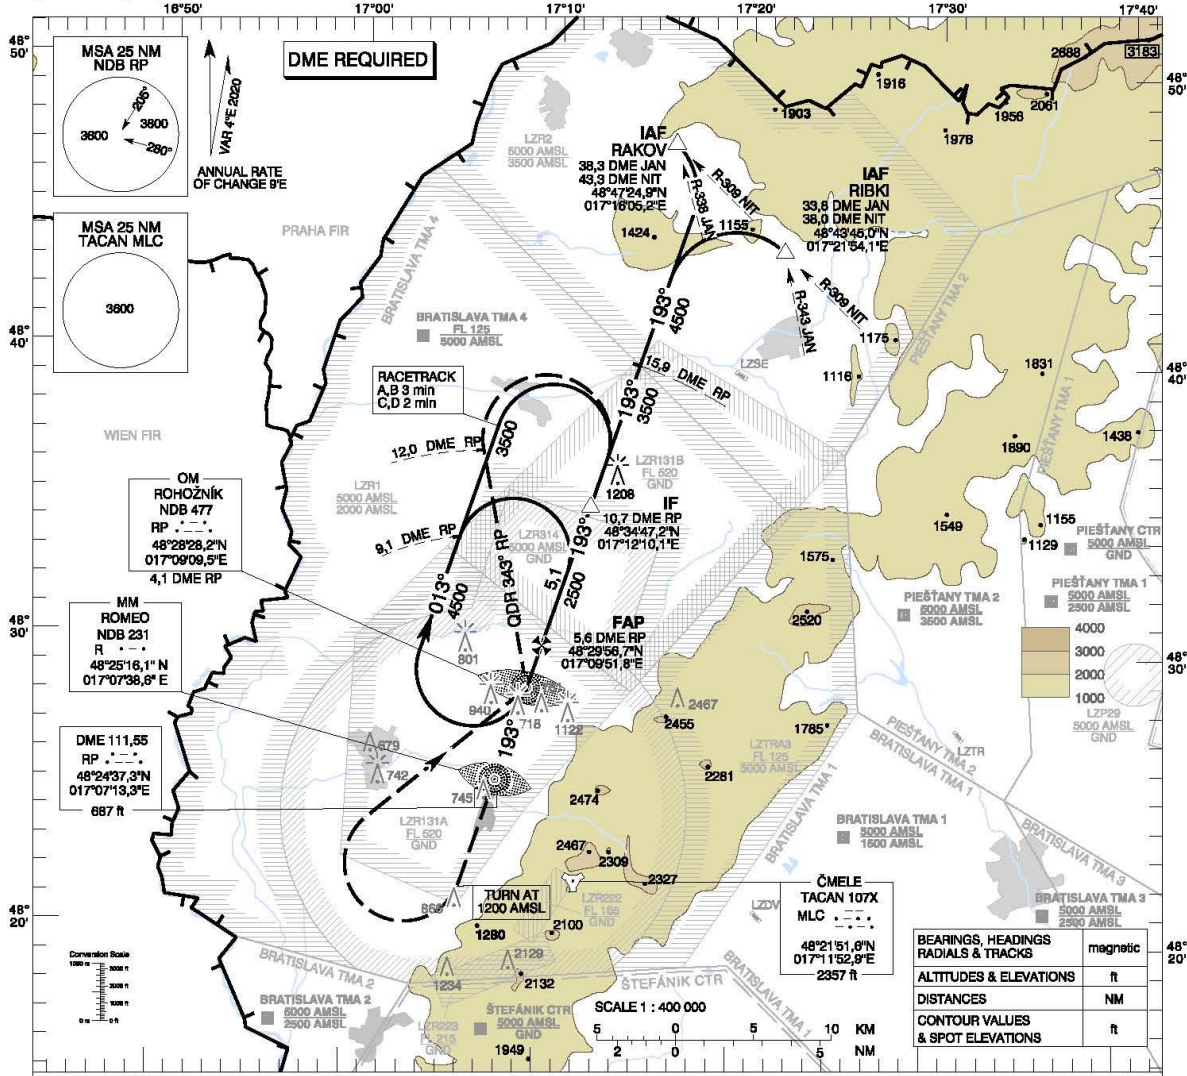 16°50'
17°00'
17°10'
17°20'
17°30'
17°40'
48°
50'
MSA 25 NM
NDB RP
205°
3600
3600
280°
VAR 4°E 2020
ANNUAL RATE
OF CHANGE 9'E
DME REQUIRED
MSA 25 NM
TACAN MLC
3600
PRAHA FIR
WIEN FIR
BRATISLAVA TMA 4
LZR2
5000 AMSL
3500 AMSL
IAF
RAKOV
38,3 DME JAN
43,3 DME NIT
48°47'24,9"N
017°16'05,2"E
R-309 NIT
R-338 JAN
IAF
RIBKI
33,8 DME JAN
38,0 DME NIT
48°43'45,0"N
017°21'54,1"E
R-309 NIT
R-343 JAN
1903
1916
1956
2061
2688
3183
1976
48°
50'
1424
1155
1175
1116
193°
4500
PIEŠŤANY TMA 2
48°
40'
BRATISLAVA TMA 4
FL 125
5000 AMSL
RACETRACK
A,B 3 min
C,D 2 min
LZSE
15,9 DME RP
193°
3500
3500
12,0 DME RP
1831
1890
1438
PIEŠŤANY TMA 1
48°
40'
OM
ROHOŽNÍK
NDB 477
RP
48°28'28,2"N
017°09'09,5"E
4,1 DME RP
LZR1
5000 AMSL
2000 AMSL
LZR131B
FL 520
GND
1208
IF
10,7 DME RP
48°34'47,2"N
017°12'10,1"E
9,1 DME RP
LZR314
5000 AMSL
GND
193°
5,1
2500
013°
4500
QDR 343° RP
1549
1155
1129
1575
PIEŠŤANY CTR
5000 AMSL
GND
PIEŠŤANY TMA 1
5000 AMSL
2500 AMSL
PIEŠŤANY TMA 2
6000 AMSL
3500 AMSL
MM
ROMEO
NDB 231
R
48°25'16,1" N
017°07'38,6" E
48°
30'
FAP
5,6 DME RP
48°29'56,7"N
017°09'51,8"E
801
2520
4000
3000
2000
1000
48°
30'
LZP29
5000 AMSL
GND
940
718
1122
193°
2467
2455
1785
LZTR
PIEŠŤANY TMA 2
BRATISLAVA TMA 1
DME 111,55
RP
48°24'37,3"N
017°07'13,3"E
687 ft
679
742
745
LZTRA3
FL 125
5000 AMSL
2281
2474
BRATISLAVA TMA 1
LZR131A
FL 520
GND
2467
2309
2327
BRATISLAVA TMA 1
5000 AMSL
1500 AMSL
BRATISLAVA TMA 3
48°
20'
TURN AT
1200 AMSL
LZR222
FL 165
GND
1280
2100
ČMELE
TACAN 107X
MLC
48°21'51,6"N
017°11'52,9"E
2357 ft
LZDV
BRATISLAVA TMA 3
5000 AMSL
2500 AMSL
48°
20'
Conversion Scale
BRATISLAVA TMA 2
BRATISLAVA TMA 2
5000 AMSL
2500 AMSL
1234
2129
2132
LZR223
FL 215
GND
ŠTEFÁNIK CTR
5000 AMSL
GND
1949
ŠTEFÁNIK CTR
BRATISLAVA TMA 1
SCALE 1 : 400 000
5 0 5 10 KM
2 0 5 NM
BEARINGS, HEADINGS
RADIALS & TRACKS
magnetic
ALTITUDES & ELEVATIONS ft
DISTANCES NM
CONTOUR VALUES
& SPOT ELEVATIONS
ft